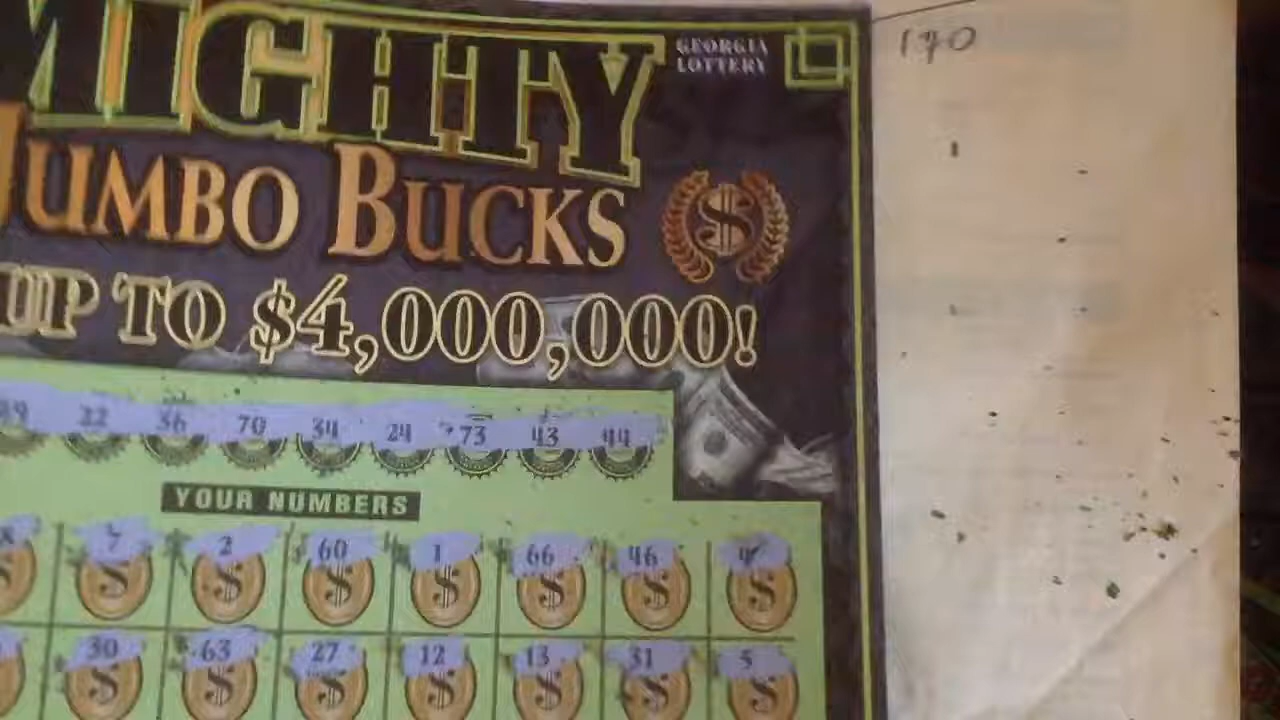 MIGHTY
GEORGIA
LOTTERY
190
JUMBO BUCKS
UP TO $4,000,000!
22 36 70 34 24 73 43 44
YOUR NUMBERS
7 2 60 1 66 46
30 63 27 12 13 31 5